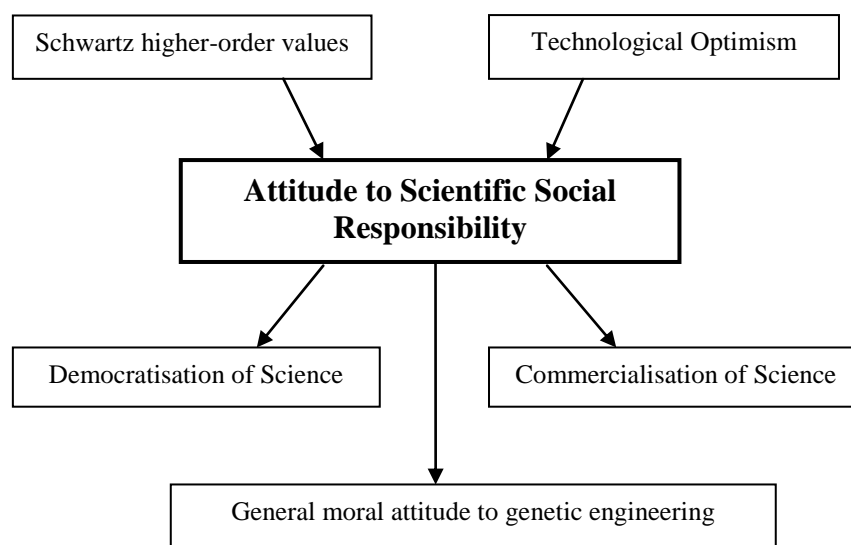 Schwartz higher-order values
Technological Optimism
Attitude to Scientific Social
Responsibility
Democratisation of Science
Commercialisation of Science
General moral attitude to genetic engineering